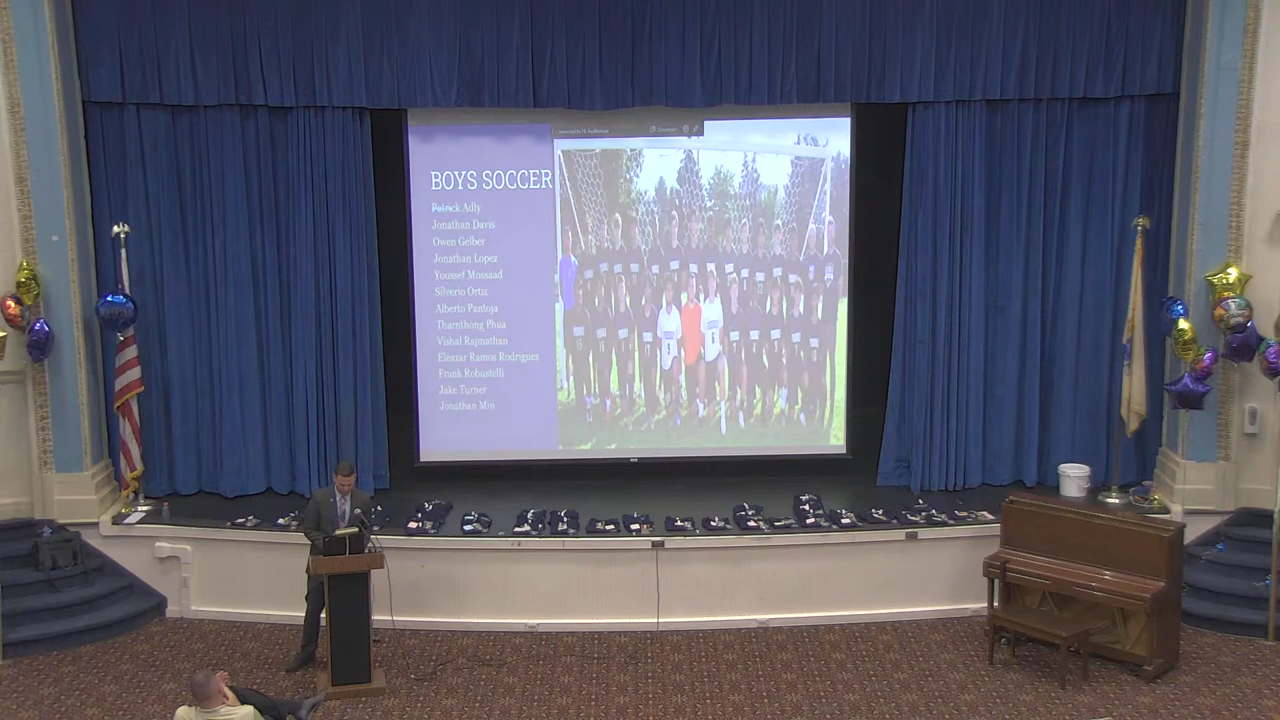 BOYS SOCCER
Patrick Adly
Jonathan Davis
Owen Gelber
Jonathan Lopez
Youssef Mossaad
Silverio Ortiz
Alberto Pantoja
Tharnthong Phua
Vishal Rajmathan
Eleazar Ramos Rodriguez
Frank Robustelli
Jake Turner
Jonathan Min